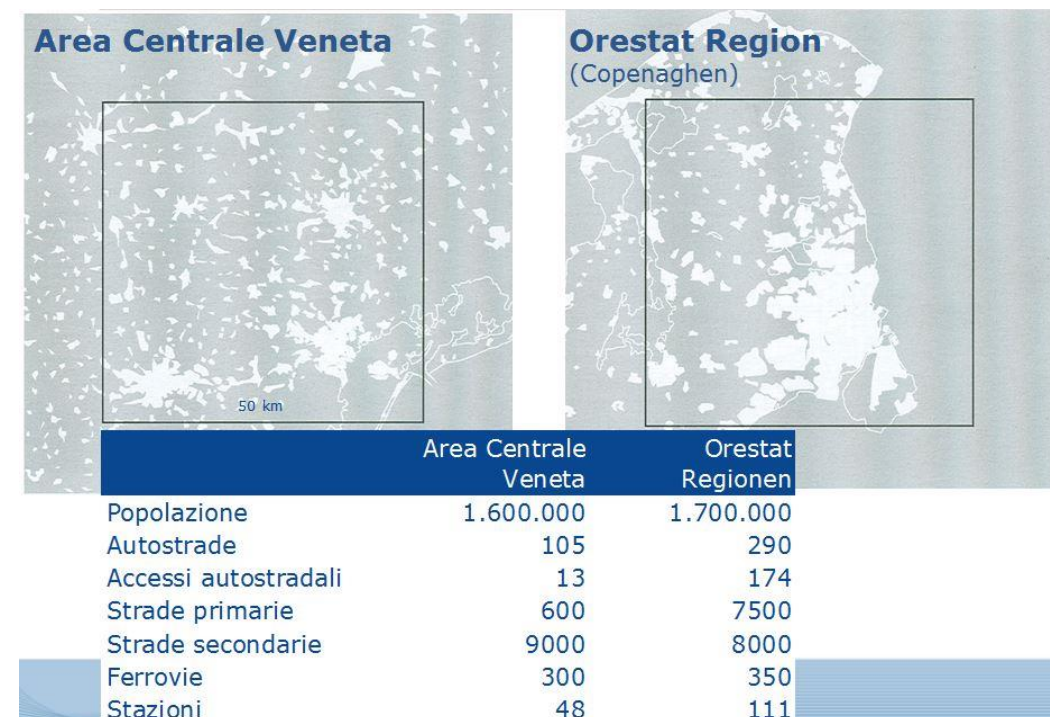 Area Centrale Veneta
Orestat Region
(Copenaghen)
50 km
Area Centrale Orestat
Veneta Regionen
Popolazione 1.600.000 1.700.000
Autostrade 105 290
Accessi autostradali 13 174
Strade primarie 600 7500
Strade secondarie 9000 8000
Ferrovie 300 350
Stazioni 48 111